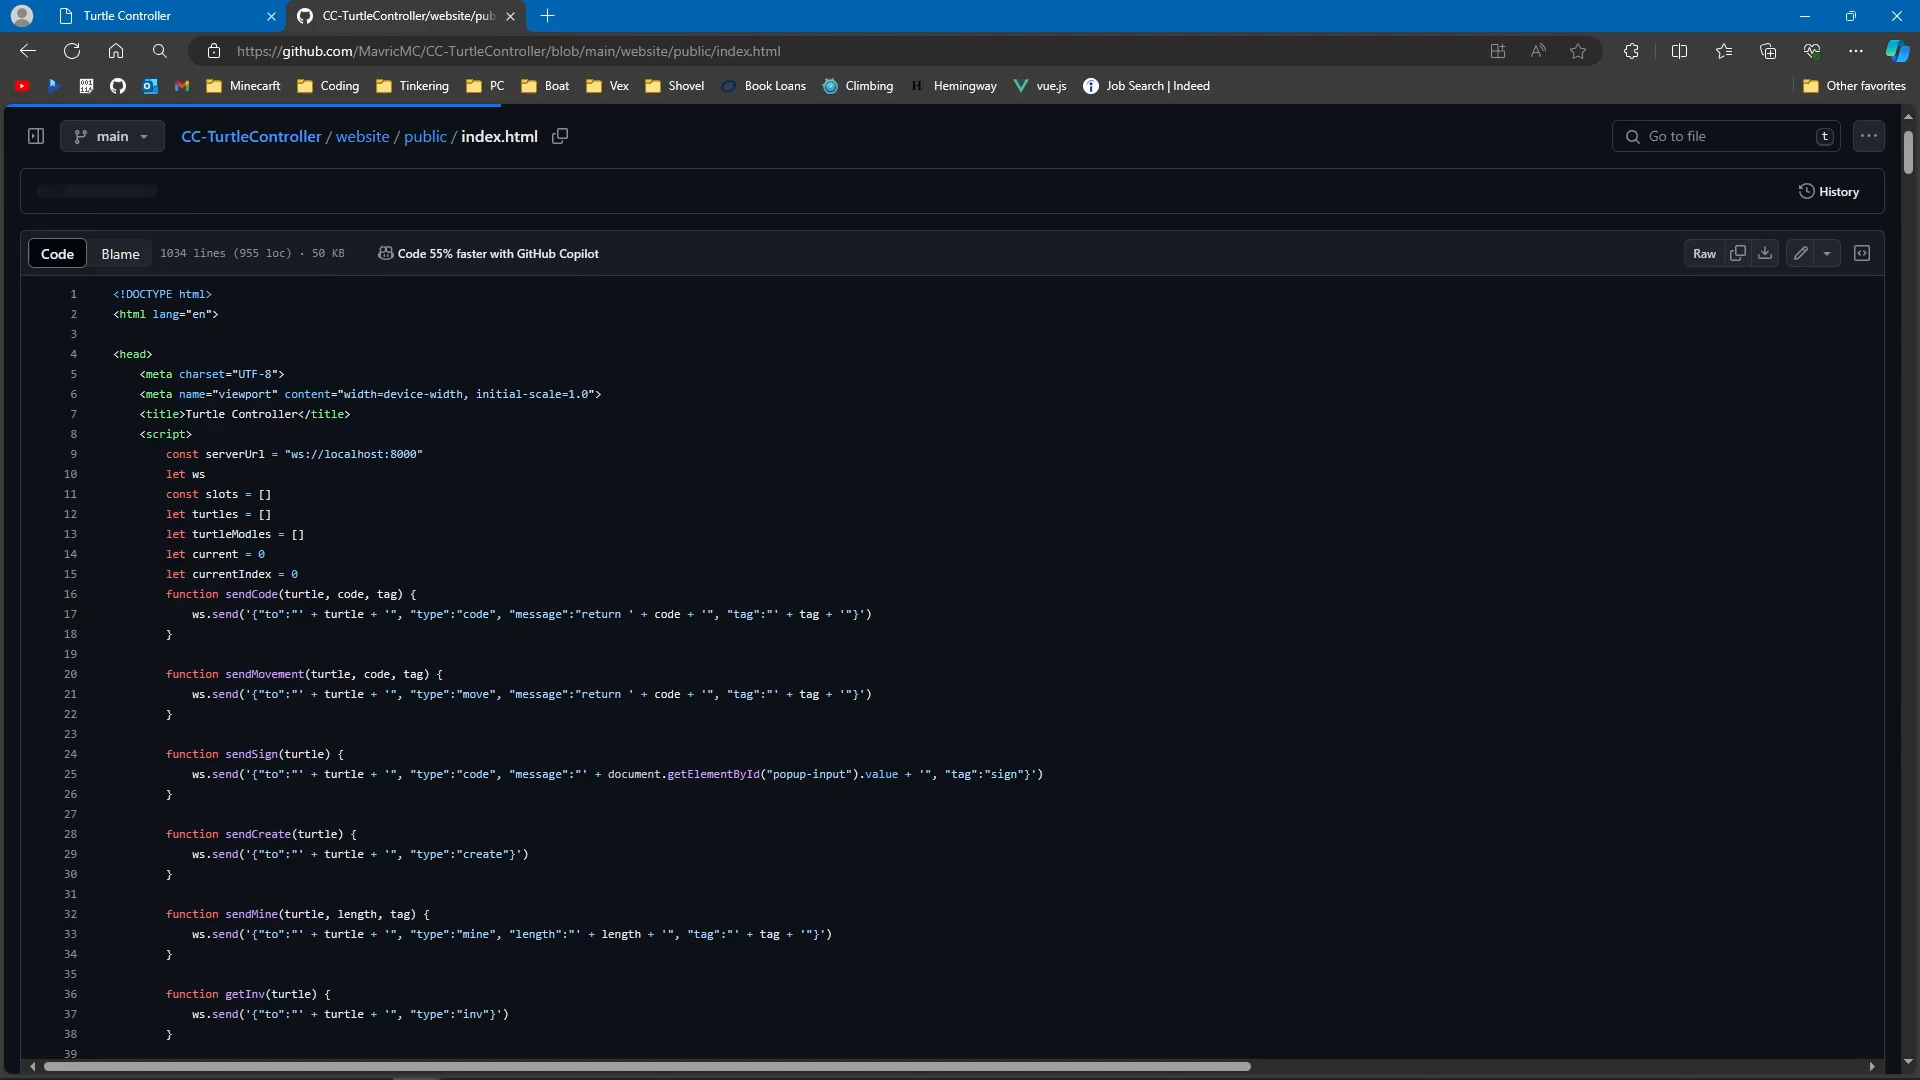 Turtle Controller
CC-TurtleController/website/pub
https://github.com/MavricMC/CC-TurtleController/blob/main/website/public/index.html
Minecarft Coding Tinkering PC Boat Vex Shovel Book Loans Climbing H Hemingway vue.js Job Search | Indeed Other favorites
main CC-TurtleController / website / public / index.html Go to file t
History
Code Blame 1034 lines (955 loc) · 50 KB Code 55% faster with GitHub Copilot Raw
1 <!DOCTYPE html>
2 <html lang="en">
3
4 <head>
5 <meta charset="UTF-8">
6 <meta name="viewport" content="width=device-width, initial-scale=1.0">
7 <title>Turtle Controller</title>
8 <script>
9 const serverUrl = "ws://localhost:8000"
10 let ws
11 const slots = []
12 let turtles = []
13 let turtleModles = []
14 let current = 0
15 let currentIndex = 0
16 function sendCode(turtle, code, tag) {
17 ws.send('{"to":"' + turtle + '", "type":"code", "message":"return ' + code + '", "tag":"' + tag + '"}')
18 }
19
20 function sendMovement(turtle, code, tag) {
21 ws.send('{"to":"' + turtle + '", "type":"move", "message":"return ' + code + '", "tag":"' + tag + '"}')
22 }
23
24 function sendSign(turtle) {
25 ws.send('{"to":"' + turtle + '", "type":"code", "message":"' + document.getElementById("popup-input").value + '", "tag":"sign"}')
26 }
27
28 function sendCreate(turtle) {
29 ws.send('{"to":"' + turtle + '", "type":"create"}')
30 }
31
32 function sendMine(turtle, length, tag) {
33 ws.send('{"to":"' + turtle + '", "type":"mine", "length":"' + length + '", "tag":"' + tag + '"}')
34 }
35
36 function getInv(turtle) {
37 ws.send('{"to":"' + turtle + '", "type":"inv"}')
38 }
39